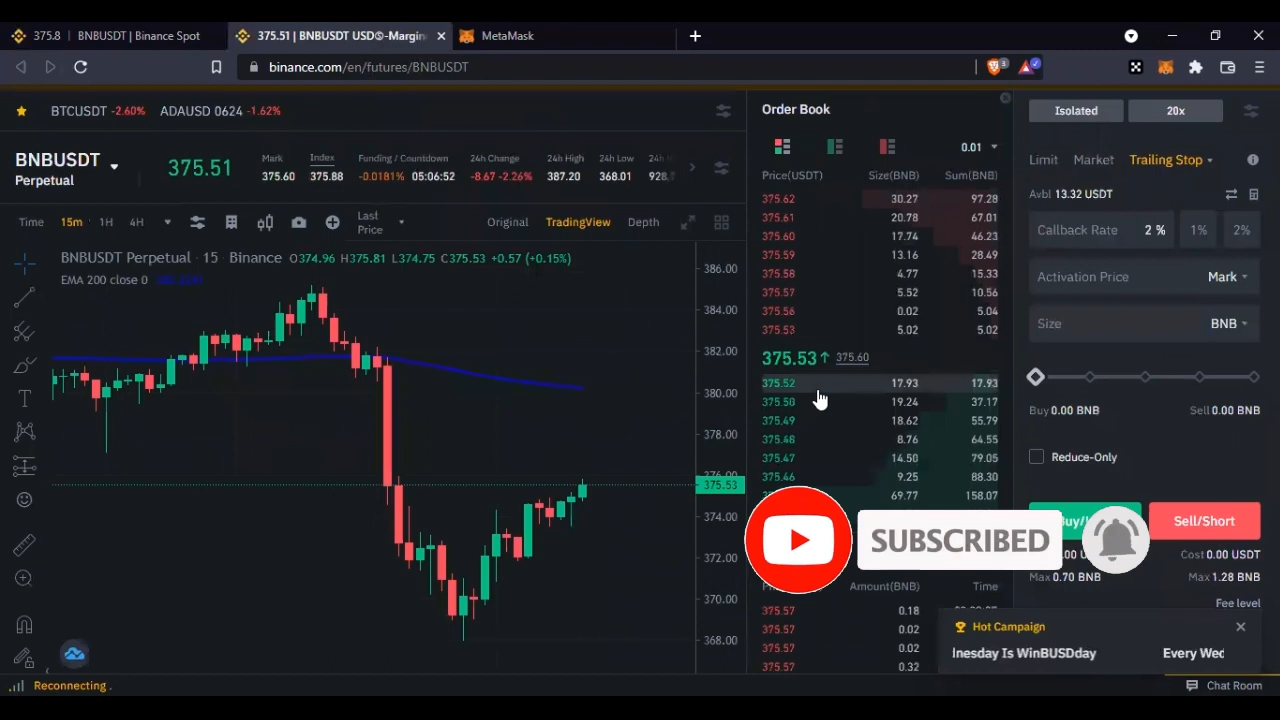 375.8 | BNBUSDT | Binance Spot
375.51 | BNBUSDT USDⓈ-Margin
MetaMask
binance.com/en/futures/BNBUSDT
BTCUSDT -2.60% ADAUSD 0624 -1.62%
BNBUSDT
Perpetual
375.51
Mark
375.60
Index
375.88
Funding / Countdown
-0.0181% 05:06:52
24h Change
-8.67 -2.26%
24h High
387.20
24h Low
368.01
Time 15m 1H 4H
Last Price
Original TradingView Depth
BNBUSDT Perpetual · 15 · Binance O374.96 H375.81 L374.75 C375.53 +0.57 (+0.15%)
EMA 200 close 0
386.00
384.00
382.00
380.00
378.00
376.00
375.53
374.00
372.00
370.00
368.00
Reconnecting .
Order Book
0.01
Price(USDT) Size(BNB) Sum(BNB)
375.62 30.27 97.28
375.61 20.78 67.01
375.60 17.74 46.23
375.59 13.16 28.49
375.58 4.77 15.33
375.57 5.52 10.56
375.56 0.02 5.04
375.53 5.02 5.02
375.53↑ 375.60
375.52 17.93 17.93
375.50 19.24 37.17
375.49 18.62 55.79
375.48 8.76 64.55
375.47 14.50 79.05
375.46 9.25 88.30
69.77 158.07
SUBSCRIBED
Amount(BNB) Time
375.57 0.18
375.57 0.02
375.57 0.02
375.57 0.32
Isolated 20x
Limit Market Trailing Stop
Avbl 13.32 USDT
Callback Rate 2 % 1% 2%
Activation Price Mark
Size BNB
Buy 0.00 BNB Sell 0.00 BNB
Reduce-Only
Sell/Short
Cost 0.00 USDT
Max 0.70 BNB Max 1.28 BNB
Fee level
Hot Campaign
Inesday Is WinBUSDday Every Wed
Chat Room